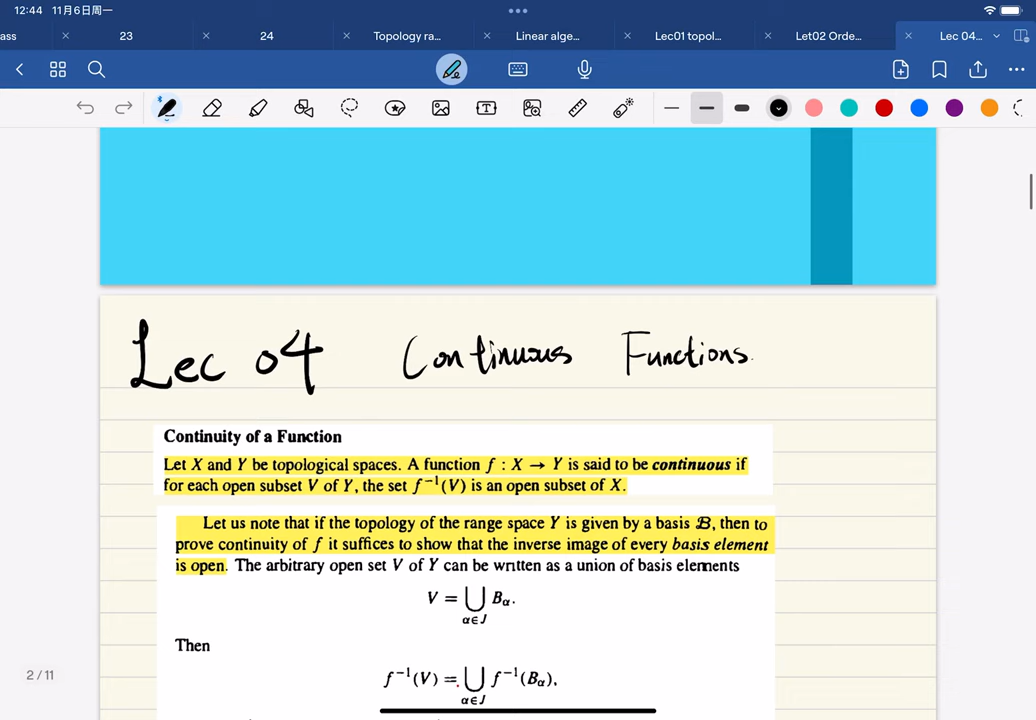 12:44 11月6日周一
ass 23 24 Topology ra... Linear alge... Lec01 topol... Let02 Orde... Lec 04...
Lec 04 Continuous Functions.
Continuity of a Function
Let X and Y be topological spaces. A function f : X → Y is said to be continuous if
for each open subset V of Y, the set f⁻¹(V) is an open subset of X.
Let us note that if the topology of the range space Y is given by a basis ℬ, then to
prove continuity of f it suffices to show that the inverse image of every basis element
is open. The arbitrary open set V of Y can be written as a union of basis elements
V = ⋃ Bα.
α∈J
Then
2 / 11
f⁻¹(V) = ⋃ f⁻¹(Bα),
α∈J